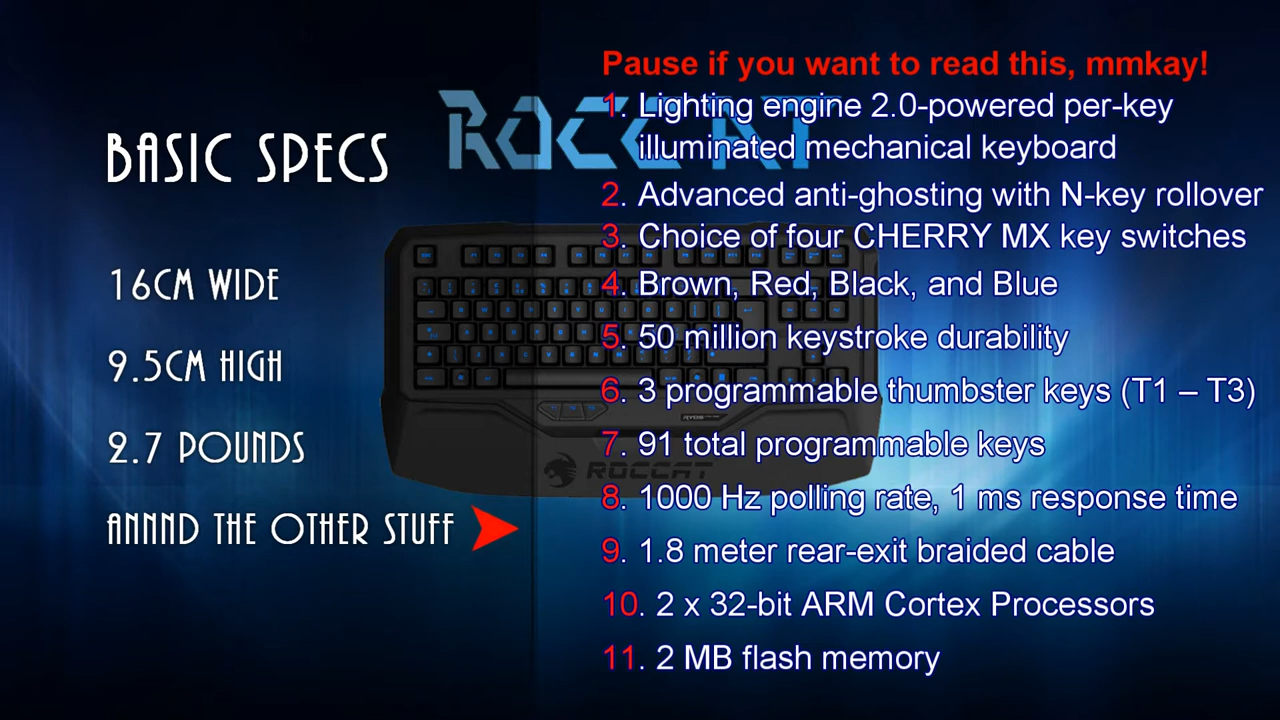 ROCCAT
BASIC SPECS
16CM WIDE
9.5CM HIGH
2.7 POUNDS
ANNND THE OTHER STUFF
Pause if you want to read this, mmkay!
1. Lighting engine 2.0-powered per-key
illuminated mechanical keyboard
2. Advanced anti-ghosting with N-key rollover
3. Choice of four CHERRY MX key switches
4. Brown, Red, Black, and Blue
5. 50 million keystroke durability
6. 3 programmable thumbster keys (T1 – T3)
7. 91 total programmable keys
8. 1000 Hz polling rate, 1 ms response time
9. 1.8 meter rear-exit braided cable
10. 2 x 32-bit ARM Cortex Processors
11. 2 MB flash memory
ROCCAT